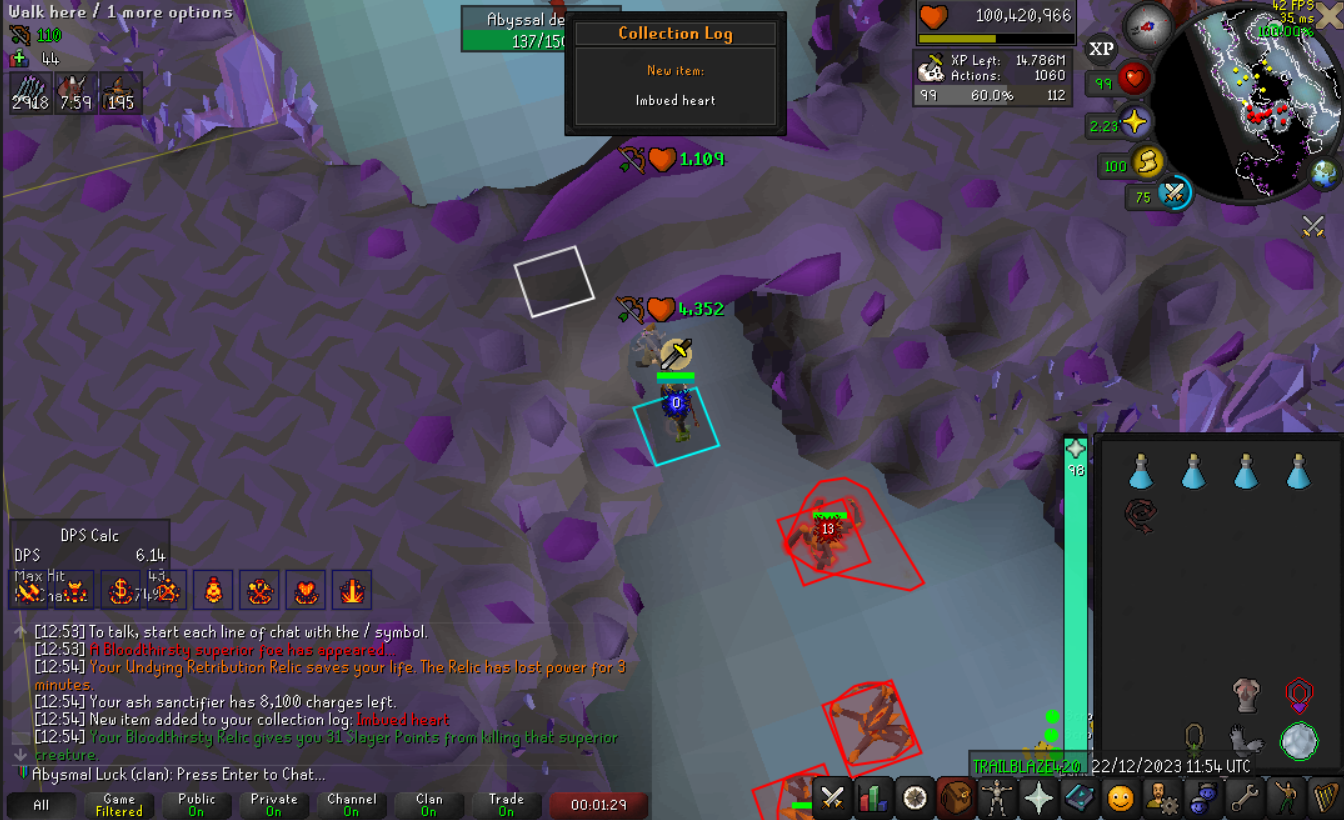 Walk here / 1 more options
110
44
2918 7:59 195
Abyssal de
137/150
Collection Log
New item:
Imbued heart
100,420,966
XP Left: 14.786M
Actions: 1060
99 60.0% 112
42 FPS
35 ms
XP
99
2:23
100
75
1,109
4,352
0
13
98
DPS Calc
DPS 6.14
Max Hit 43
[12:53] To talk, start each line of chat with the / symbol.
[12:53] A Bloodthirsty superior foe has appeared...
[12:54] Your Undying Retribution Relic saves your life. The Relic has lost power for 3
minutes.
[12:54] Your ash sanctifier has 8,100 charges left.
[12:54] New item added to your collection log: Imbued heart
[12:54] Your Bloodthirsty Relic gives you 31 Slayer Points from killing that superior
creature.
Abysmal Luck (clan): Press Enter to Chat...
All
Game
Filtered
Public
On
Private
On
Channel
On
Clan
On
Trade
On
00:01:29
TRAILBLAZE420 22/12/2023 11:54 UTC